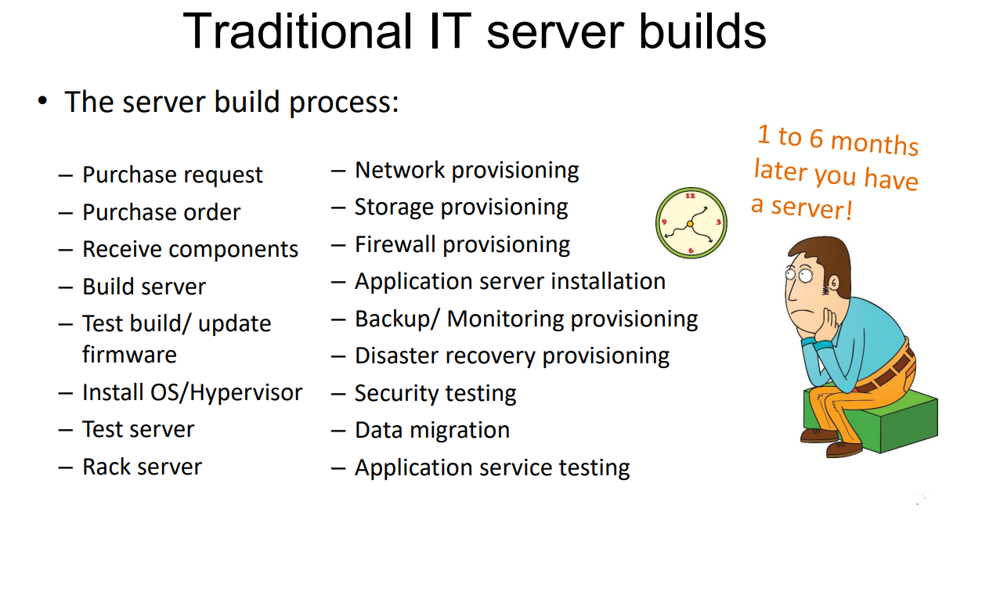 Traditional IT server builds
• The server build process:
– Purchase request
– Purchase order
– Receive components
– Build server
– Test build/ update
firmware
– Install OS/Hypervisor
– Test server
– Rack server
– Network provisioning
– Storage provisioning
– Firewall provisioning
– Application server installation
– Backup/ Monitoring provisioning
– Disaster recovery provisioning
– Security testing
– Data migration
– Application service testing
12
9
3
6
1 to 6 months
later you have
a server!